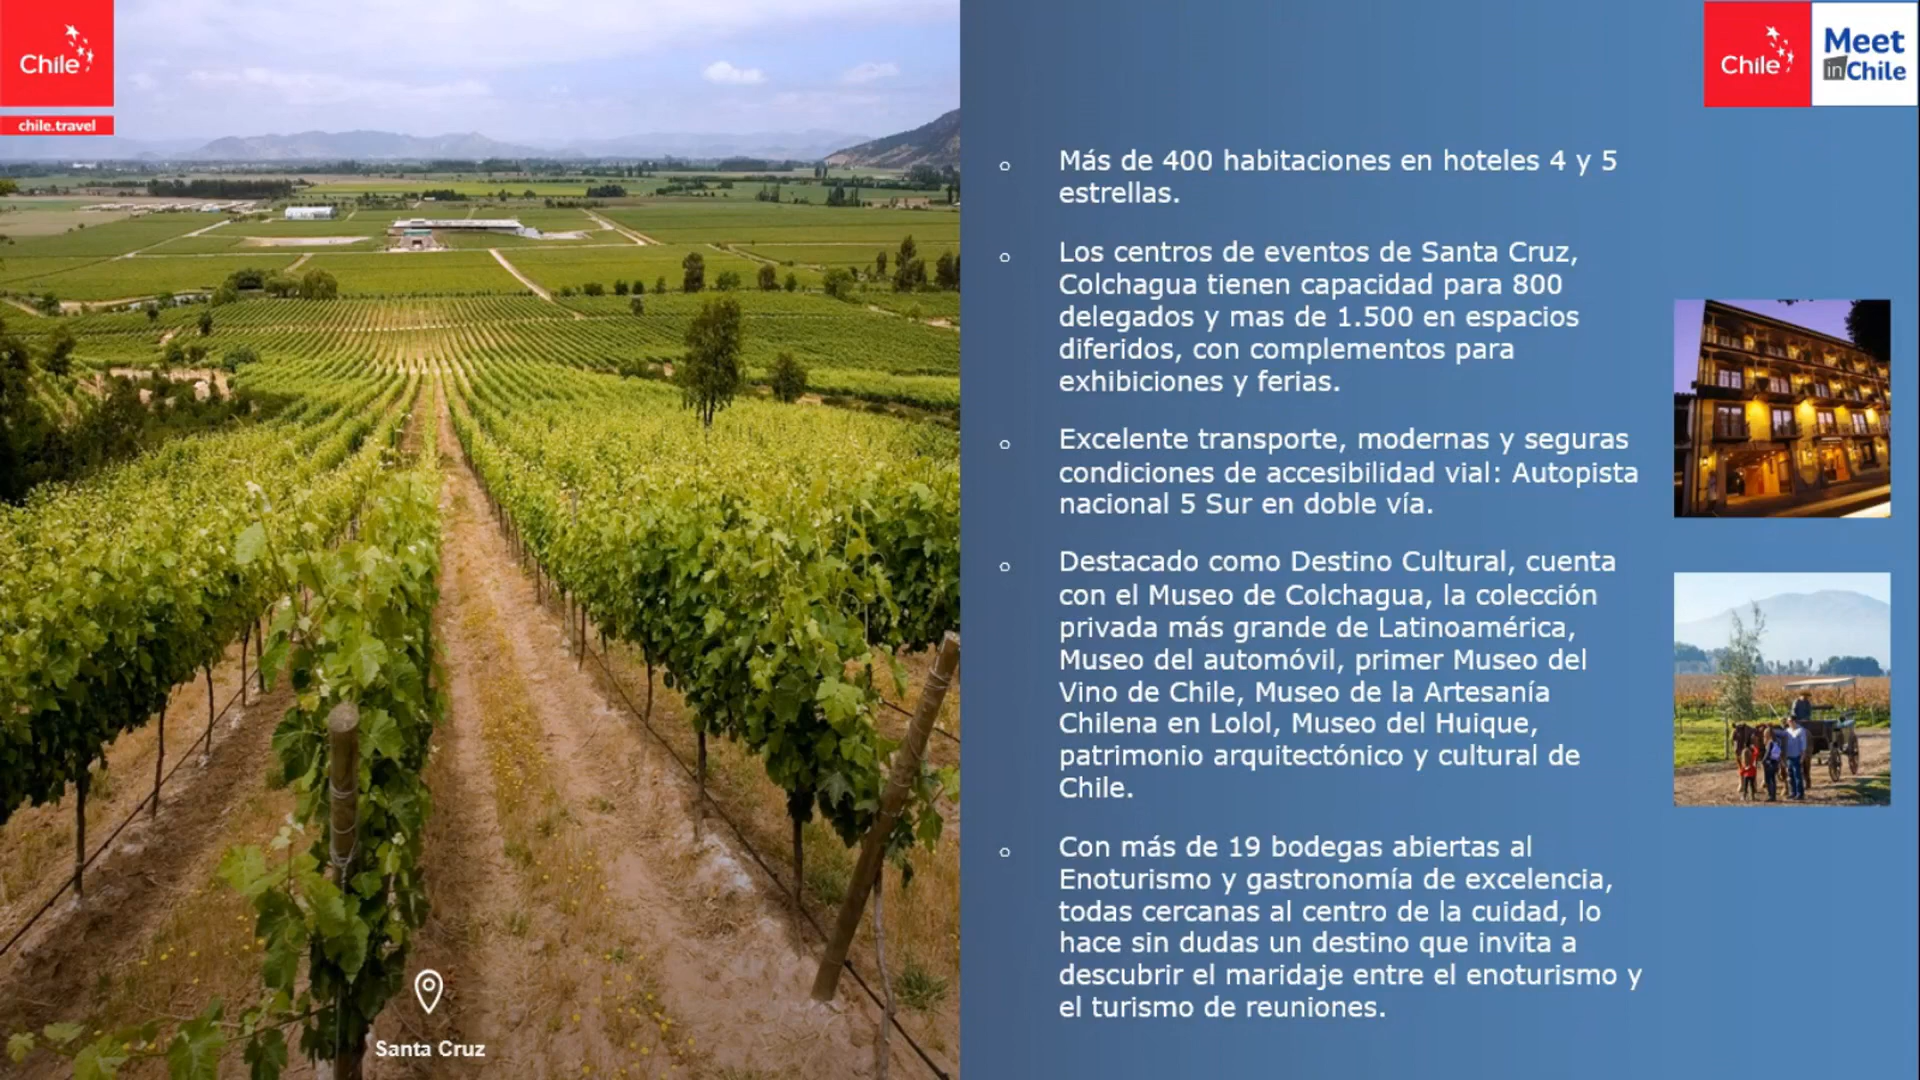 Chile
chile.travel
Chile
Meet
in Chile
Más de 400 habitaciones en hoteles 4 y 5
estrellas.
Los centros de eventos de Santa Cruz,
Colchagua tienen capacidad para 800
delegados y mas de 1.500 en espacios
diferidos, con complementos para
exhibiciones y ferias.
Excelente transporte, modernas y seguras
condiciones de accesibilidad vial: Autopista
nacional 5 Sur en doble vía.
Destacado como Destino Cultural, cuenta
con el Museo de Colchagua, la colección
privada más grande de Latinoamérica,
Museo del automóvil, primer Museo del
Vino de Chile, Museo de la Artesanía
Chilena en Lolol, Museo del Huique,
patrimonio arquitectónico y cultural de
Chile.
Con más de 19 bodegas abiertas al
Enoturismo y gastronomía de excelencia,
todas cercanas al centro de la cuidad, lo
hace sin dudas un destino que invita a
descubrir el maridaje entre el enoturismo y
el turismo de reuniones.
Santa Cruz